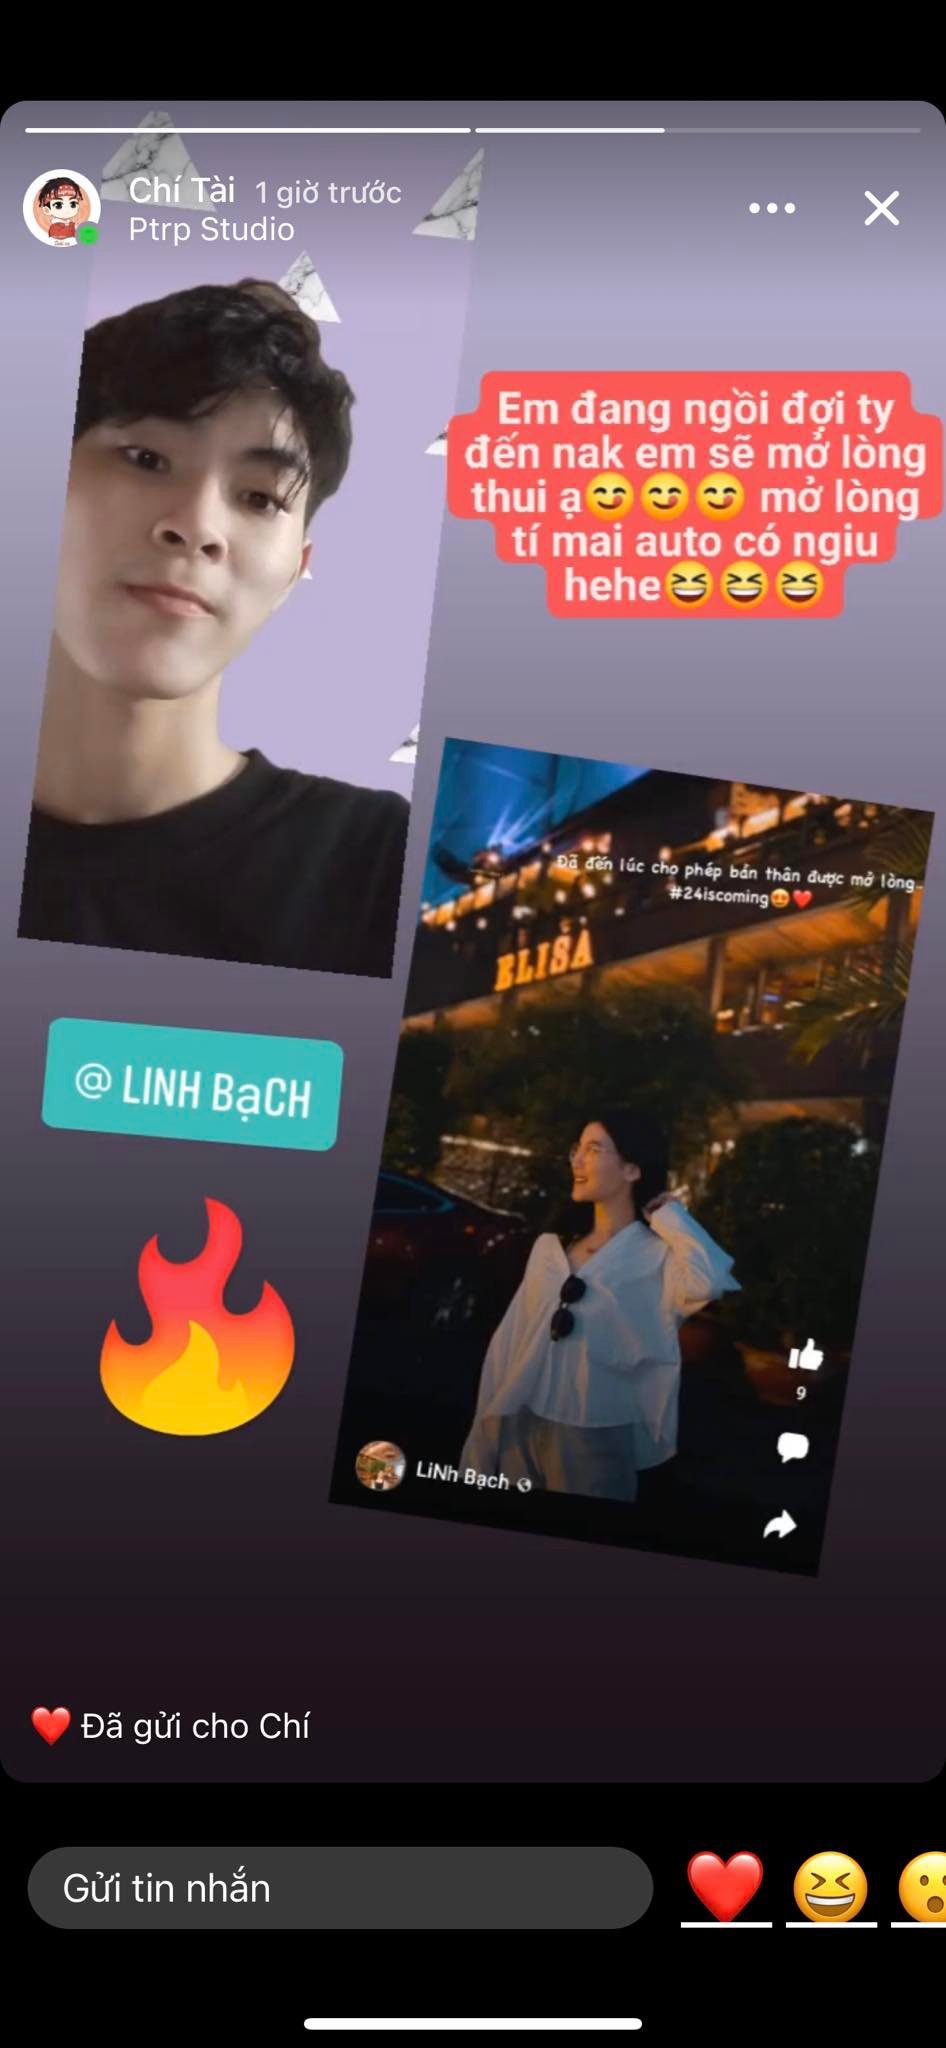 Chí Tài 1 giờ trước
Ptrp Studio
Em đang ngồi đợi ty
đến nak em sẽ mở lòng
thui ạ😋😋😋 mở lòng
tí mai auto có ngiu
hehe😆😆😆
Đã đến lúc cho phép bản thân được mở lòng..
#24iscoming🤩❤️
ELISA
@ LINH BạCH
9
LiNh Bạch
❤️ Đã gửi cho Chí
Gửi tin nhắn